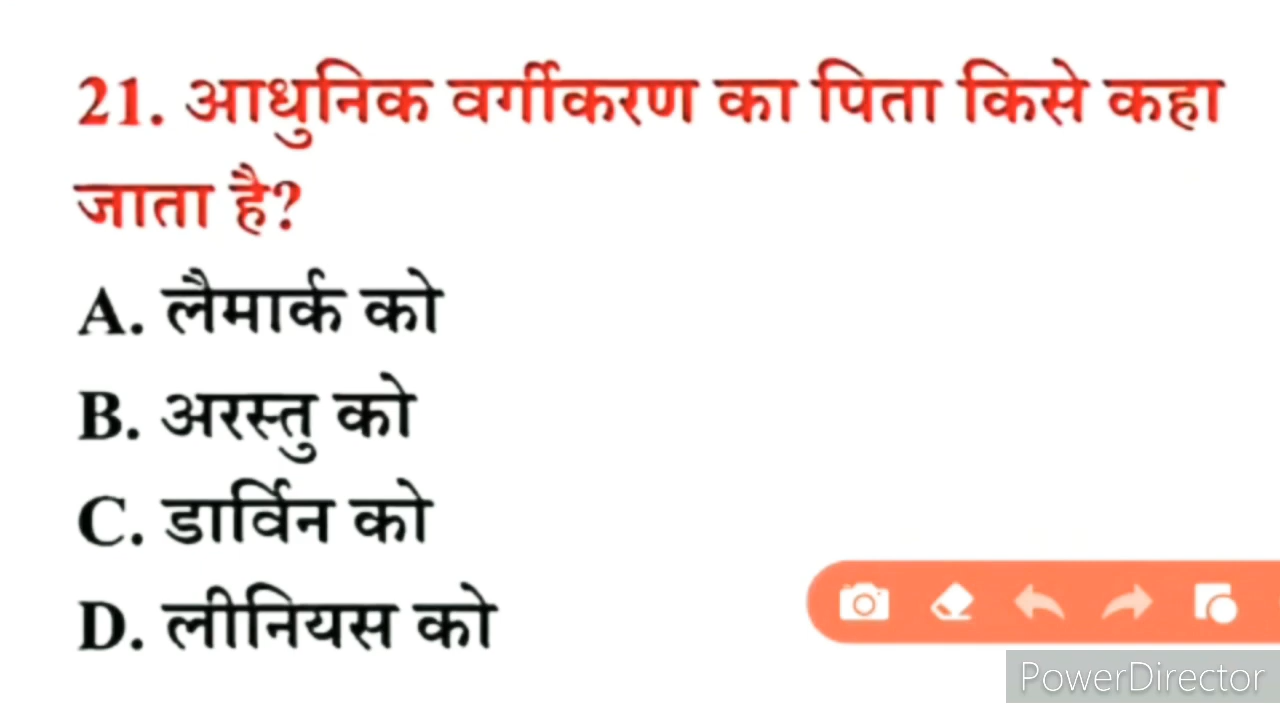 21. आधुनिक वर्गीकरण का पिता किसे कहा
जाता है?
A. लैमार्क को
B. अरस्तु को
C. डार्विन को
D. लीनियस को
PowerDirector